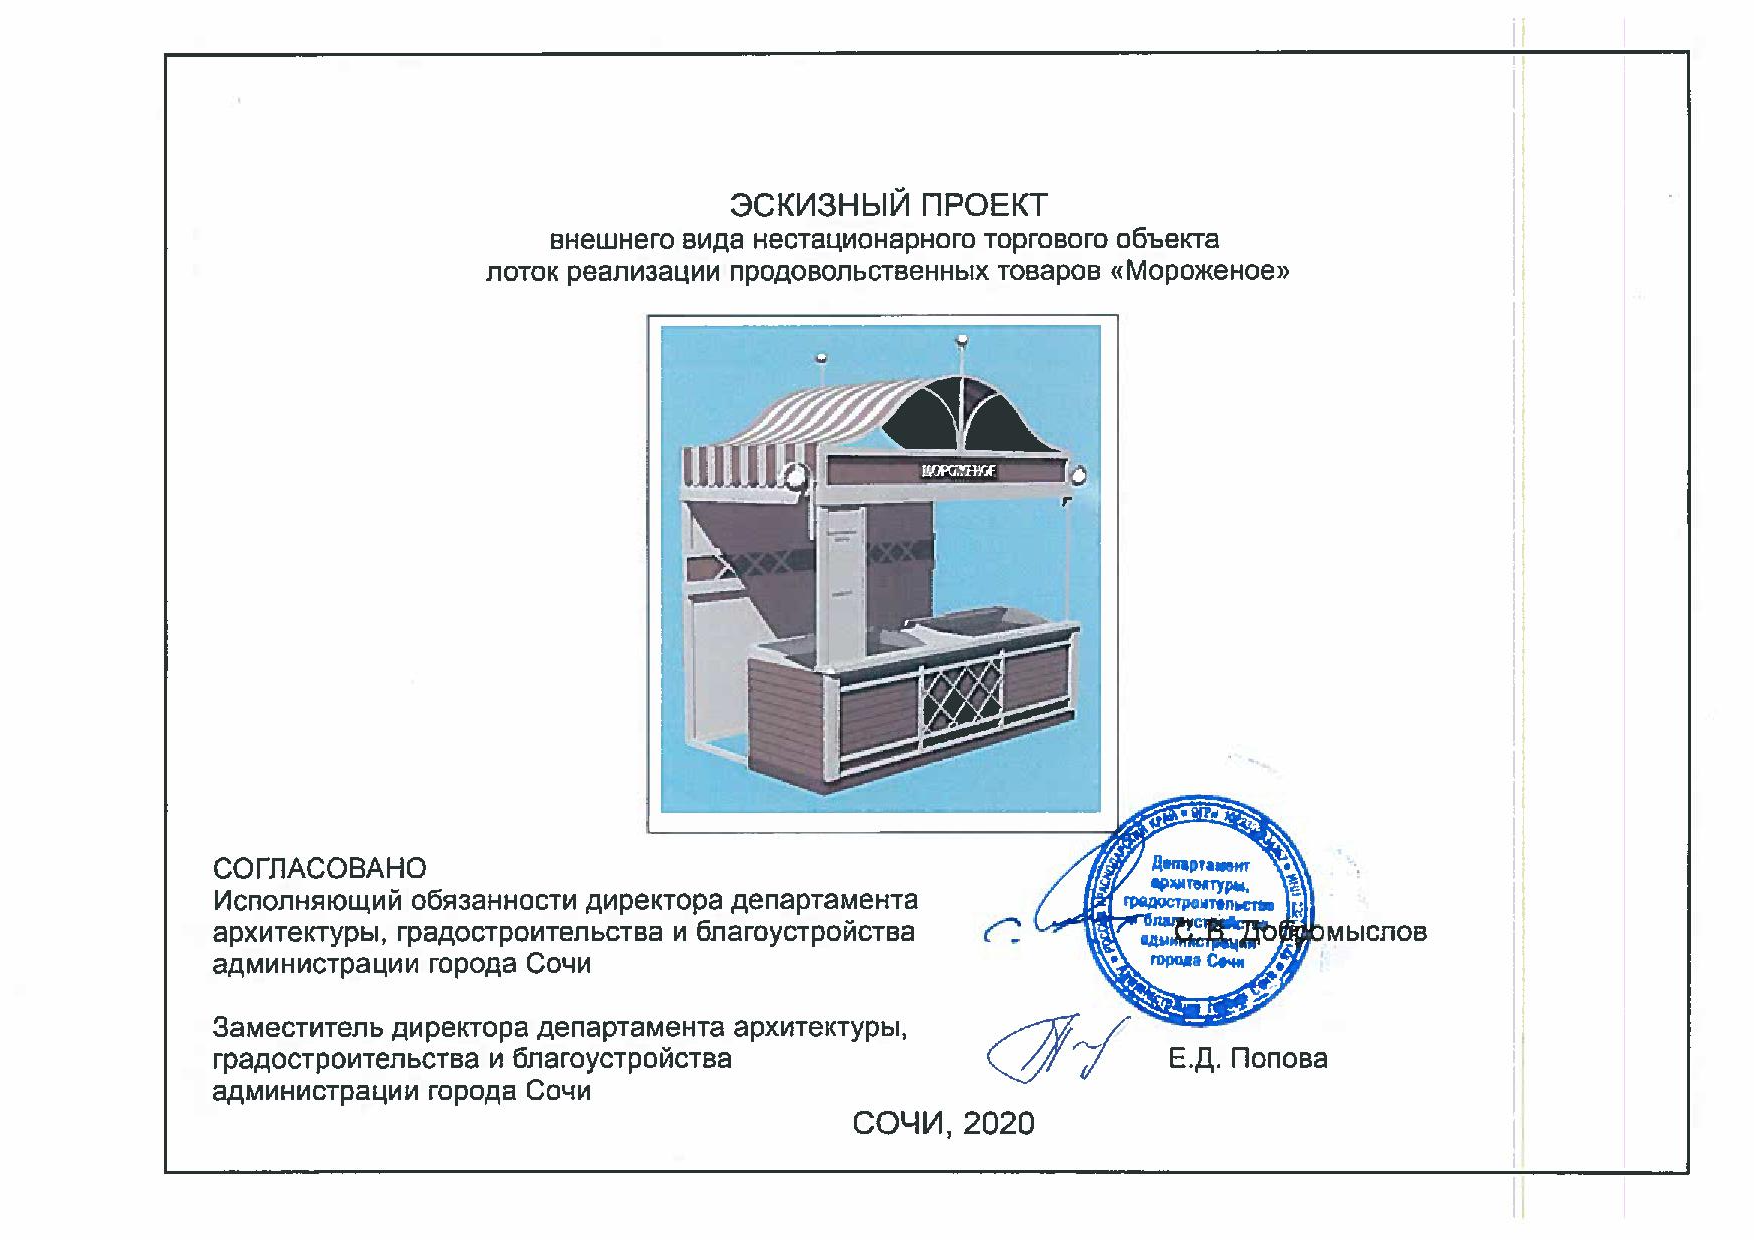 ЭСКИЗНЫЙ ПРОЕКТ
внешнего вида нестационарного торгового объекта
лоток реализации продовольственных товаров «Мороженое»
МОРОЖЕНОЕ
СОГЛАСОВАНО
Исполняющий обязанности директора департамента
архитектуры, градостроительства и благоустройства
администрации города Сочи
С.В. Добромыслов
Департамент
архитектуры,
градостроительства
благоустройства
администрации
города Сочи
Заместитель директора департамента архитектуры,
градостроительства и благоустройства
администрации города Сочи
Е.Д. Попова
СОЧИ, 2020